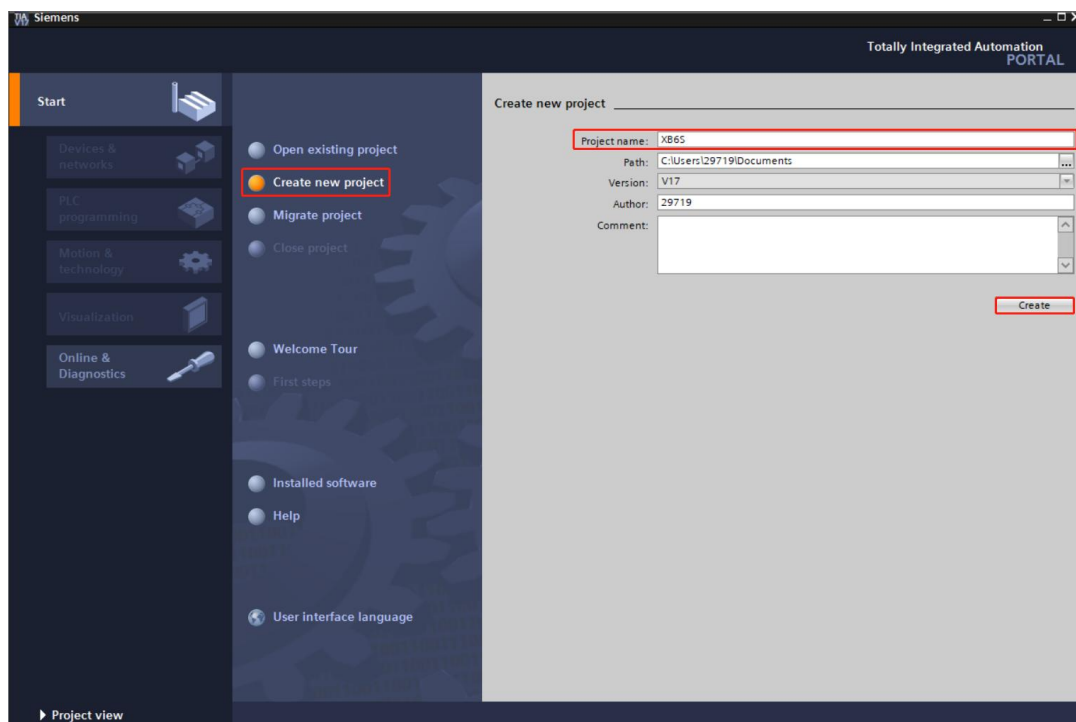 Siemens
Totally Integrated Automation
PORTAL
Start
Devices &
networks
PLC
programming
Motion &
technology
Visualization
Online &
Diagnostics
Open existing project
Create new project
Migrate project
Close project
Welcome Tour
First steps
Installed software
Help
User interface language
Create new project
Project name: XB6S
Path: C:\Users\29719\Documents
...
Version: V17
Author: 29719
Comment:
Create
Project view